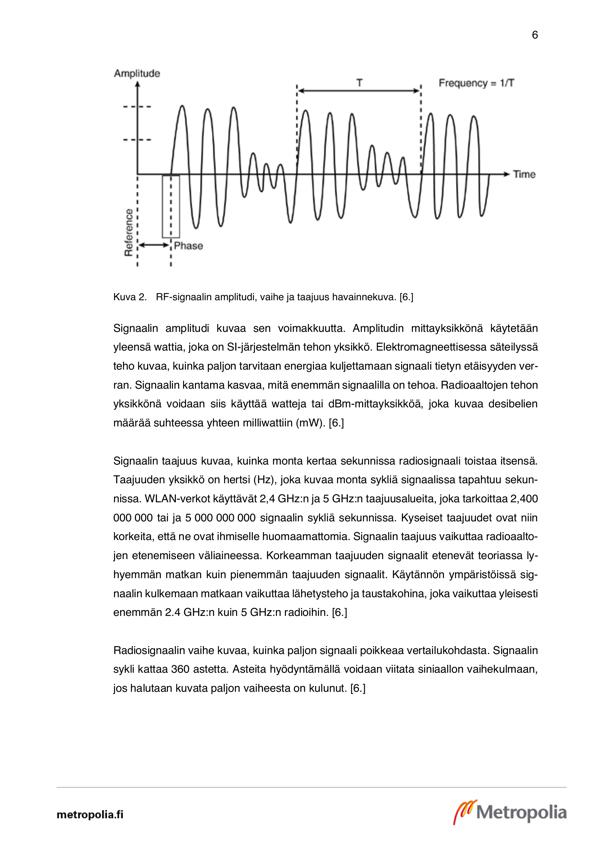 6
Amplitude
T
Frequency = 1/T
Time
Reference
Phase
Kuva 2. RF-signaalin amplitudi, vaihe ja taajuus havainnekuva. [6.]
Signaalin amplitudi kuvaa sen voimakkuutta. Amplitudin mittayksikkönä käytetään
yleensä wattia, joka on SI-järjestelmän tehon yksikkö. Elektromagneettisessa säteilyssä
teho kuvaa, kuinka paljon tarvitaan energiaa kuljettamaan signaali tietyn etäisyyden ver-
ran. Signaalin kantama kasvaa, mitä enemmän signaalilla on tehoa. Radioaaltojen tehon
yksikkönä voidaan siis käyttää watteja tai dBm-mittayksikköä, joka kuvaa desibelien
määrää suhteessa yhteen milliwattiin (mW). [6.]
Signaalin taajuus kuvaa, kuinka monta kertaa sekunnissa radiosignaali toistaa itsensä.
Taajuuden yksikkö on hertsi (Hz), joka kuvaa monta sykliä signaalissa tapahtuu sekun-
nissa. WLAN-verkot käyttävät 2,4 GHz:n ja 5 GHz:n taajuusalueita, joka tarkoittaa 2,400
000 000 tai ja 5 000 000 000 signaalin sykliä sekunnissa. Kyseiset taajuudet ovat niin
korkeita, että ne ovat ihmiselle huomaamattomia. Signaalin taajuus vaikuttaa radioaalto-
jen etenemiseen väliaineessa. Korkeamman taajuuden signaalit etenevät teoriassa ly-
hyemmän matkan kuin pienemmän taajuuden signaalit. Käytännön ympäristöissä sig-
naalin kulkemaan matkaan vaikuttaa lähetysteho ja taustakohina, joka vaikuttaa yleisesti
enemmän 2.4 GHz:n kuin 5 GHz:n radioihin. [6.]
Radiosignaalin vaihe kuvaa, kuinka paljon signaali poikkeaa vertailukohdasta. Signaalin
sykli kattaa 360 astetta. Asteita hyödyntämällä voidaan viitata siniaallon vaihekulmaan,
jos halutaan kuvata paljon vaiheesta on kulunut. [6.]
metropolia.fi
Metropolia